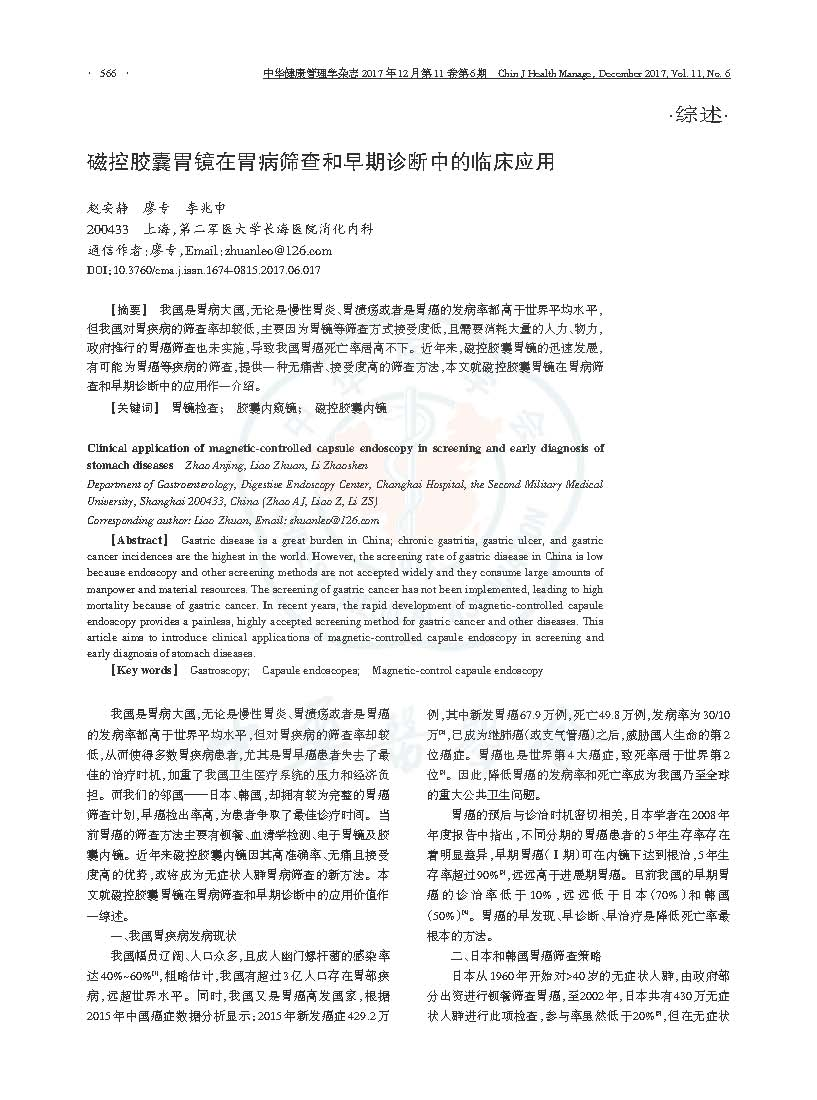 · 566 ·
中华健康管理学杂志2017年12月第11卷第6期 Chin J Health Manage, December 2017, Vol. 11, No. 6
·综述·
磁控胶囊胃镜在胃病筛查和早期诊断中的临床应用
赵安静 廖专 李兆申
200433 上海,第二军医大学长海医院消化内科
通信作者:廖专,Email:zhuanleo@126.com
DOI:10.3760/cma.j.issn.1674-0815.2017.06.017
【摘要】 我国是胃病大国,无论是慢性胃炎、胃溃疡或者是胃癌的发病率都高于世界平均水平,
但我国对胃疾病的筛查率却较低,主要因为胃镜等筛查方式接受度低,且需要消耗大量的人力、物力,
政府推行的胃癌筛查也未实施,导致我国胃癌死亡率居高不下。近年来,磁控胶囊胃镜的迅速发展,
有可能为胃癌等疾病的筛查,提供一种无痛苦、接受度高的筛查方法,本文就磁控胶囊胃镜在胃病筛
查和早期诊断中的应用作一介绍。
【关键词】 胃镜检查; 胶囊内窥镜; 磁控胶囊内镜
Clinical application of magnetic-controlled capsule endoscopy in screening and early diagnosis of
stomach diseases Zhao Anjing, Liao Zhuan, Li Zhaoshen
Department of Gastroenterology, Digestive Endoscopy Center, Changhai Hospital, the Second Military Medical
University, Shanghai 200433, China (Zhao AJ, Liao Z, Li ZS)
Corresponding author: Liao Zhuan, Email: zhuanleo@126.com
【Abstract】 Gastric disease is a great burden in China; chronic gastritis, gastric ulcer, and gastric
cancer incidences are the highest in the world. However, the screening rate of gastric disease in China is low
because endoscopy and other screening methods are not accepted widely and they consume large amounts of
manpower and material resources. The screening of gastric cancer has not been implemented, leading to high
mortality because of gastric cancer. In recent years, the rapid development of magnetic-controlled capsule
endoscopy provides a painless, highly accepted screening method for gastric cancer and other diseases. This
article aims to introduce clinical applications of magnetic-controlled capsule endoscopy in screening and
early diagnosis of stomach diseases.
【Key words】 Gastroscopy; Capsule endoscopes; Magnetic-control capsule endoscopy
我国是胃病大国,无论是慢性胃炎、胃溃疡或者是胃癌
的发病率都高于世界平均水平,但对胃疾病的筛查率却较
低,从而使得多数胃疾病患者,尤其是胃早癌患者失去了最
佳的治疗时机,加重了我国卫生医疗系统的压力和经济负
担。而我们的邻国——日本、韩国,却拥有较为完整的胃癌
筛查计划,早癌检出率高,为患者争取了最佳诊疗时间。当
前胃癌的筛查方法主要有钡餐、血清学检测、电子胃镜及胶
囊内镜。近年来磁控胶囊内镜因其高准确率、无痛且接受
度高的优势,或将成为无症状人群胃病筛查的新方法。本
文就磁控胶囊胃镜在胃病筛查和早期诊断中的应用价值作
一综述。
一、我国胃疾病发病现状
我国幅员辽阔、人口众多,且成人幽门螺杆菌的感染率
达40%~60%[1],粗略估计,我国有超过3亿人口存在胃部疾
病,远超世界水平。同时,我国又是胃癌高发国家,根据
2015年中国癌症数据分析显示:2015年新发癌症429.2万
例,其中新发胃癌67.9万例,死亡49.8万例,发病率为30/10
万[2],已成为继肺癌(或支气管癌)之后,威胁国人生命的第2
位癌症。胃癌也是世界第4大癌症,致死率居于世界第2
位[3]。因此,降低胃癌的发病率和死亡率成为我国乃至全球
的重大公共卫生问题。
胃癌的预后与诊治时机密切相关,日本学者在2008年
年度报告中指出,不同分期的胃癌患者的5年生存率存在
着明显差异,早期胃癌(Ⅰ期)可在内镜下达到根治,5年生
存率超过90%[3],远远高于进展期胃癌。目前我国的早期胃
癌的诊治率低于10%,远远低于日本(70%)和韩国
(50%)[4]。胃癌的早发现、早诊断、早治疗是降低死亡率最
根本的方法。
二、日本和韩国胃癌筛查策略
日本从1960年开始对>40岁的无症状人群,由政府部
分出资进行钡餐筛查胃癌,至2002年,日本共有430万无症
状人群进行此项检查,参与率虽然低于20%[5],但在无症状